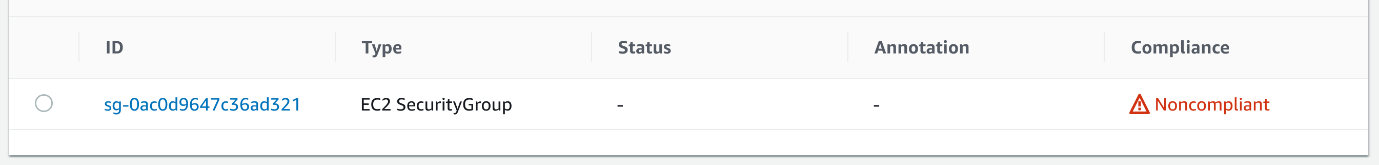 ID Type Status Annotation Compliance
sg-0ac0d9647c36ad321 EC2 SecurityGroup - - Noncompliant